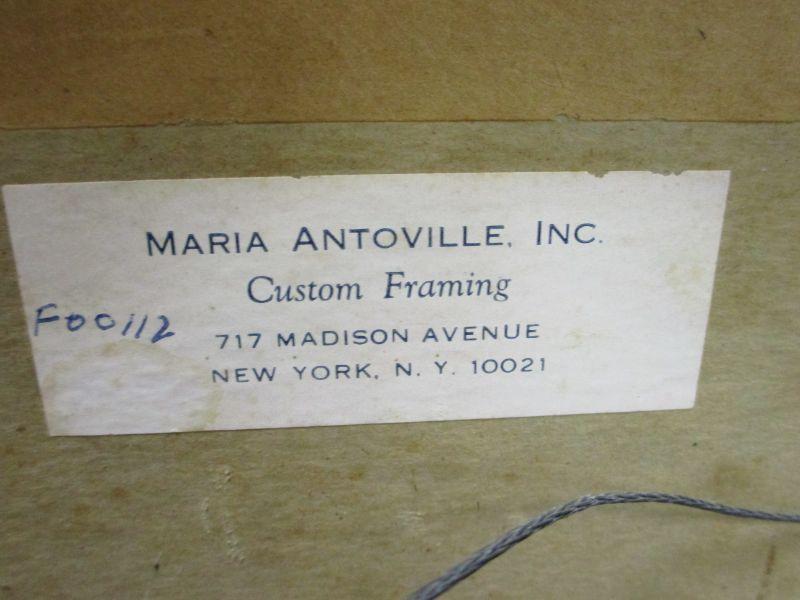 MARIA ANTOVILLE, INC.
Custom Framing
F00112
717 MADISON AVENUE
NEW YORK, N. Y. 10021